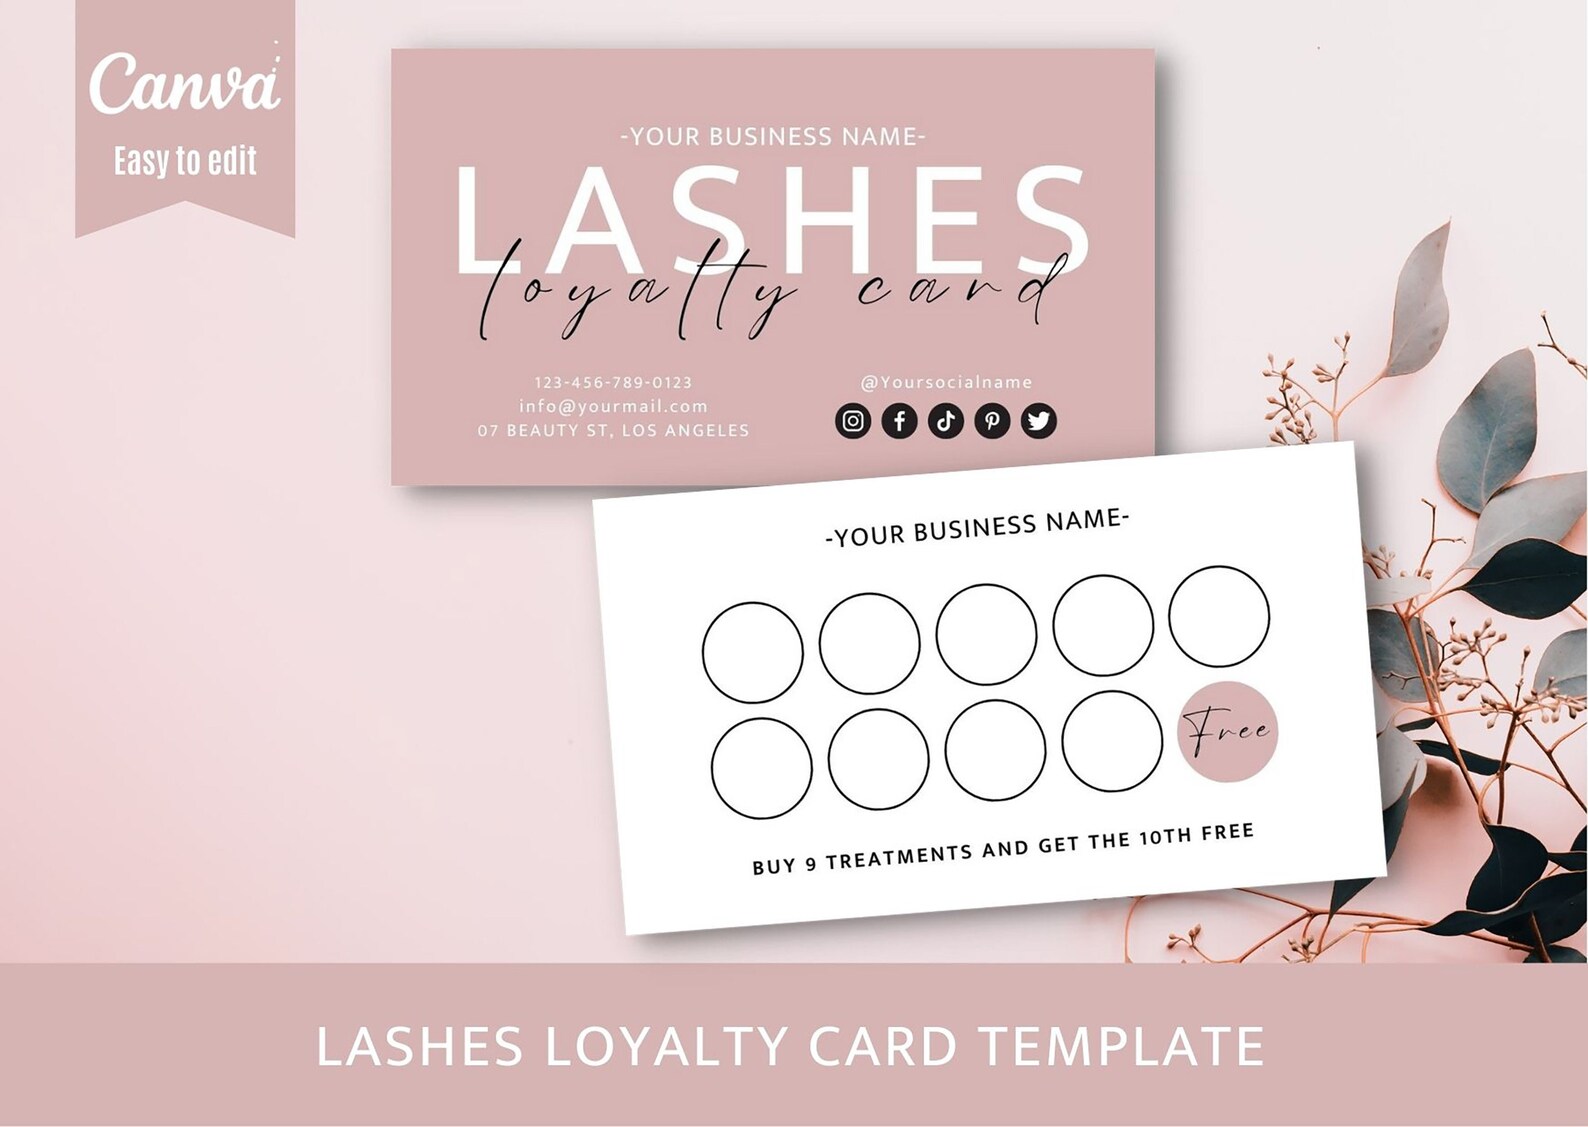 Canva
Easy to edit
-YOUR BUSINESS NAME-
LASHES
loyalty card
123-456-789-0123
info@yourmail.com
07 BEAUTY ST, LOS ANGELES
@Yoursocialname
-YOUR BUSINESS NAME-
Free
BUY 9 TREATMENTS AND GET THE 10TH FREE
LASHES LOYALTY CARD TEMPLATE